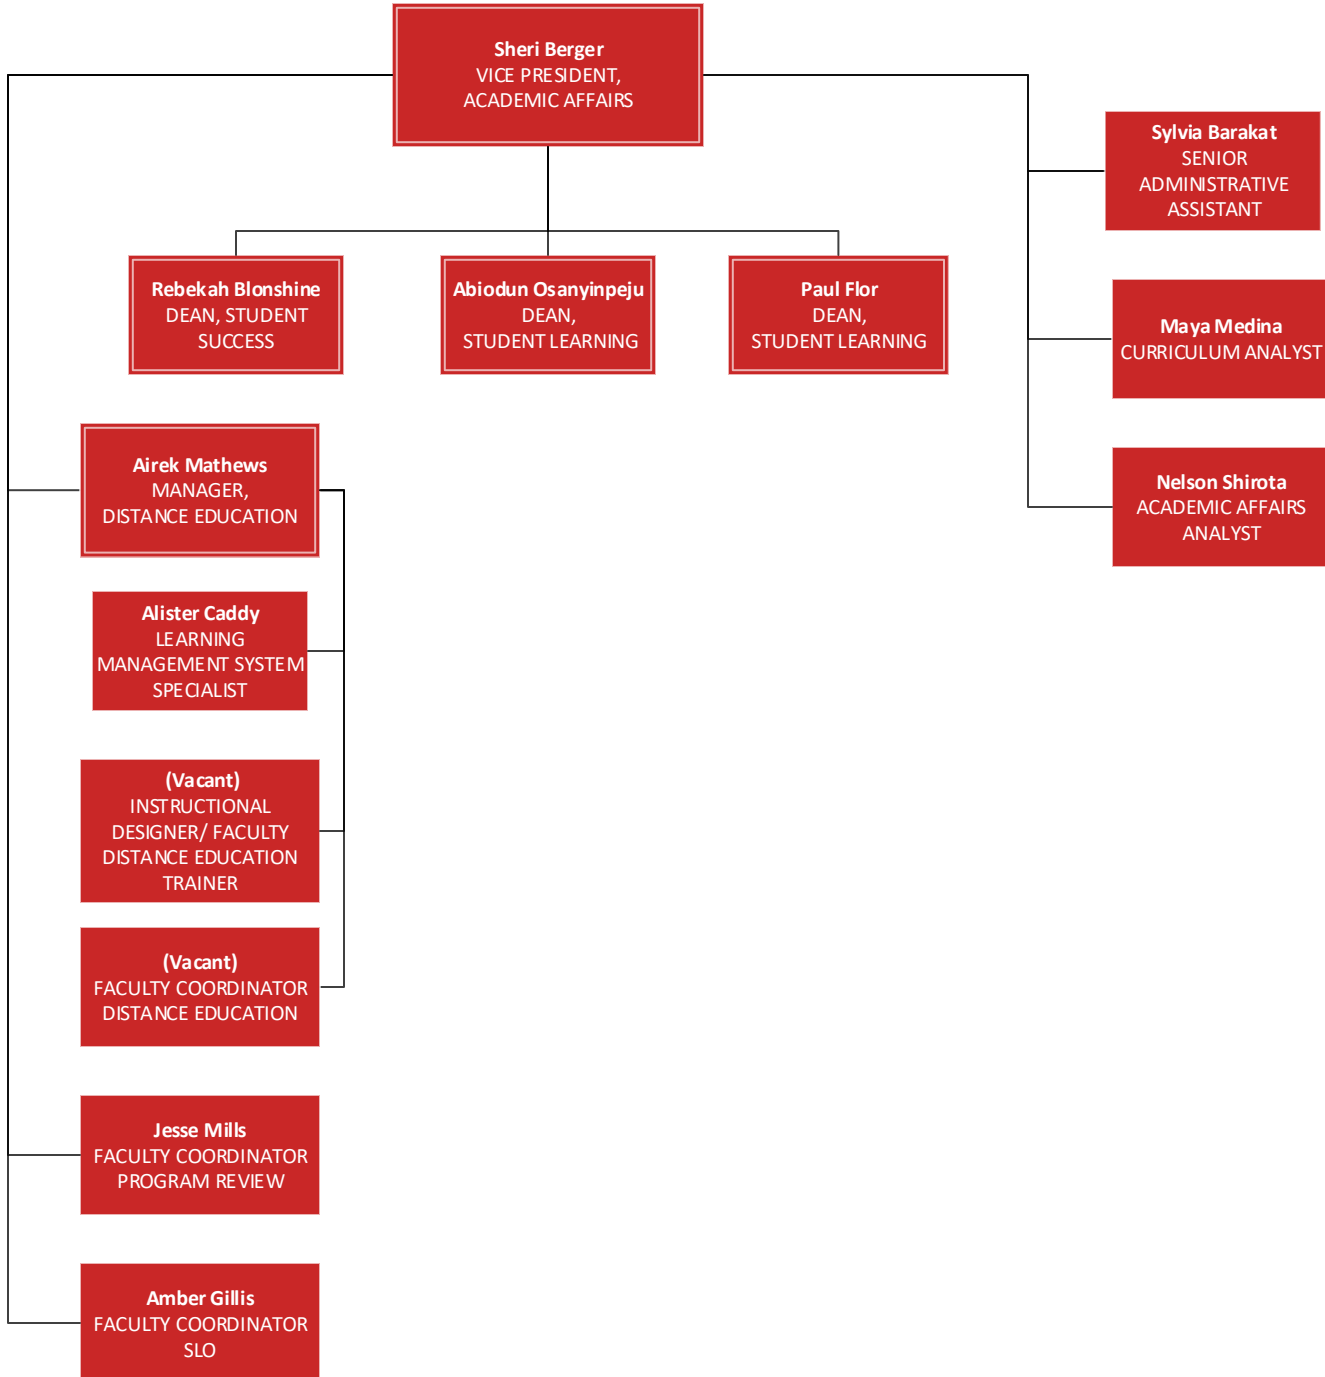 Sheri Berger
VICE PRESIDENT,
ACADEMIC AFFAIRS
Sylvia Barakat
SENIOR
ADMINISTRATIVE
ASSISTANT
Rebekah Blonshine
DEAN, STUDENT
SUCCESS
Abiodun Osanyinpeju
DEAN,
STUDENT LEARNING
Paul Flor
DEAN,
STUDENT LEARNING
Maya Medina
CURRICULUM ANALYST
Nelson Shirota
ACADEMIC AFFAIRS
ANALYST
Airek Mathews
MANAGER,
DISTANCE EDUCATION
Alister Caddy
LEARNING
MANAGEMENT SYSTEM
SPECIALIST
(Vacant)
INSTRUCTIONAL
DESIGNER/ FACULTY
DISTANCE EDUCATION
TRAINER
(Vacant)
FACULTY COORDINATOR
DISTANCE EDUCATION
Jesse Mills
FACULTY COORDINATOR
PROGRAM REVIEW
Amber Gillis
FACULTY COORDINATOR
SLO